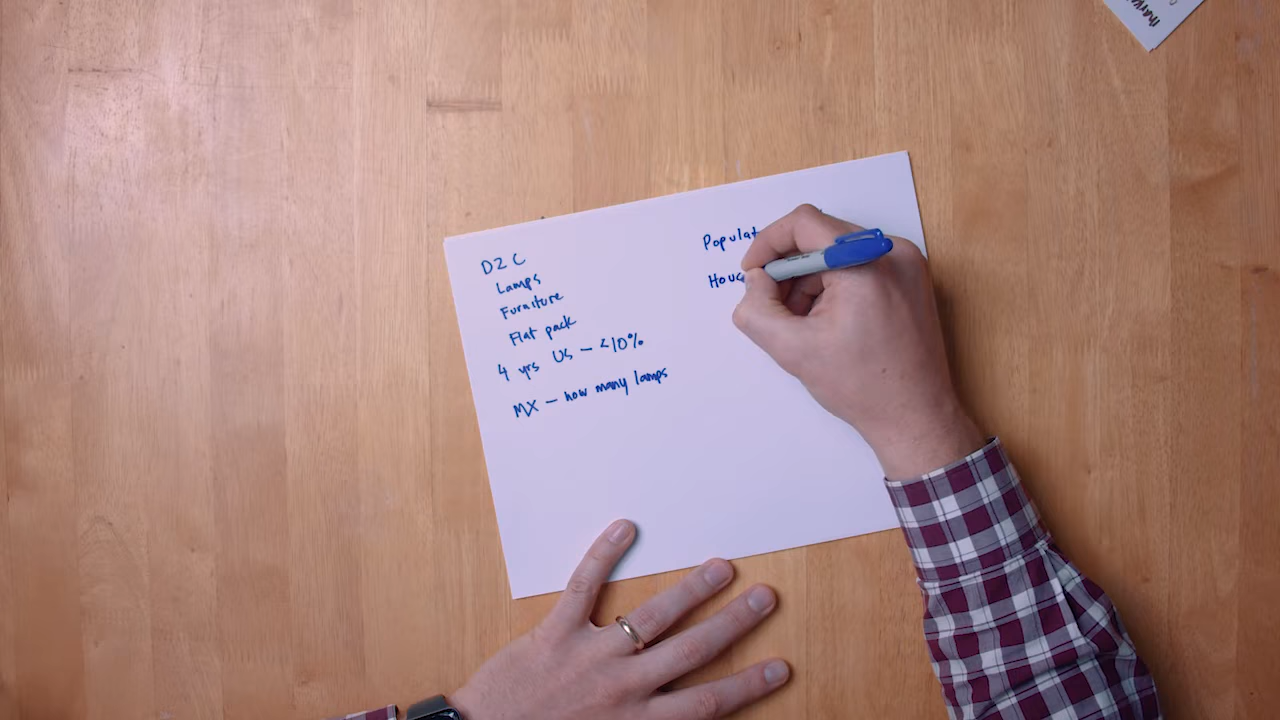 D2C
Lamps
Furniture
Flat pack
4 yrs US - <10%
MX - how many lamps
Populat
Hous